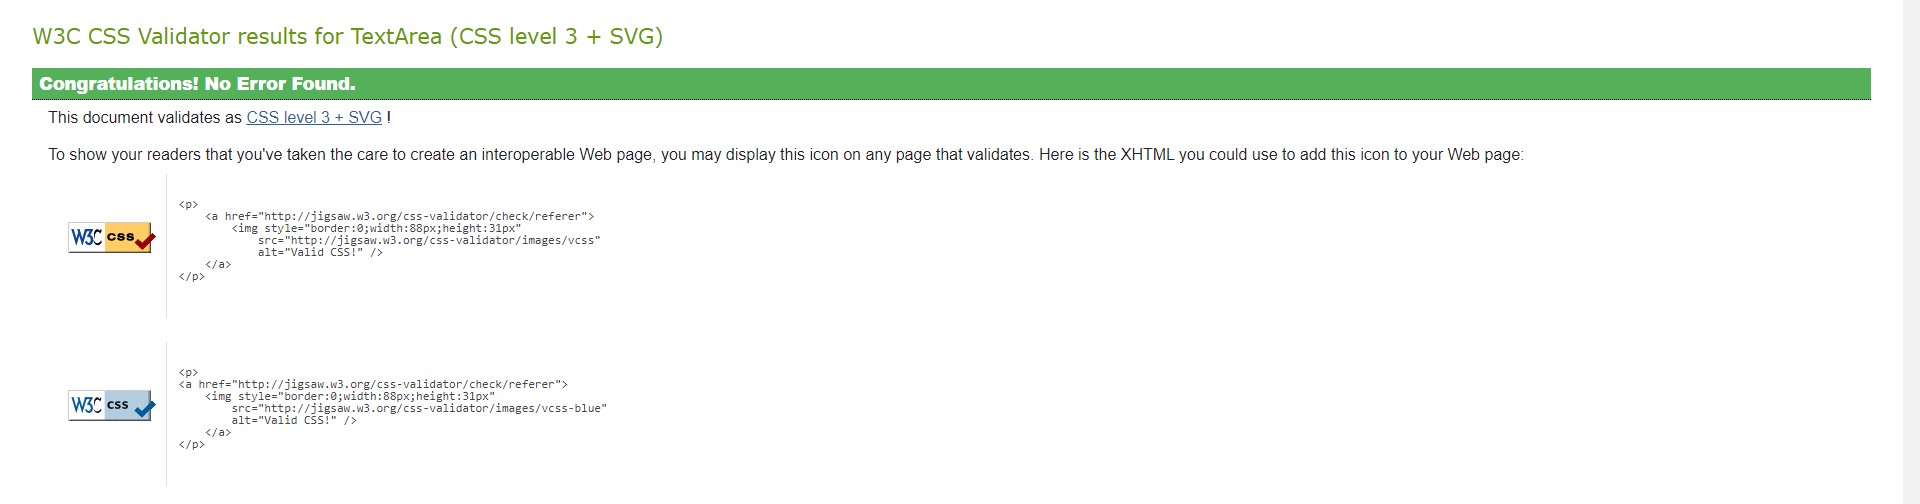 W3C CSS Validator results for TextArea (CSS level 3 + SVG)
Congratulations! No Error Found.
This document validates as CSS level 3 + SVG !
To show your readers that you've taken the care to create an interoperable Web page, you may display this icon on any page that validates. Here is the XHTML you could use to add this icon to your Web page:
W3C css
<p>
<a href="http://jigsaw.w3.org/css-validator/check/referer">
<img style="border:0;width:88px;height:31px"
src="http://jigsaw.w3.org/css-validator/images/vcss"
alt="Valid CSS!" />
</a>
</p>
W3C css
<p>
<a href="http://jigsaw.w3.org/css-validator/check/referer">
<img style="border:0;width:88px;height:31px"
src="http://jigsaw.w3.org/css-validator/images/vcss-blue"
alt="Valid CSS!" />
</a>
</p>